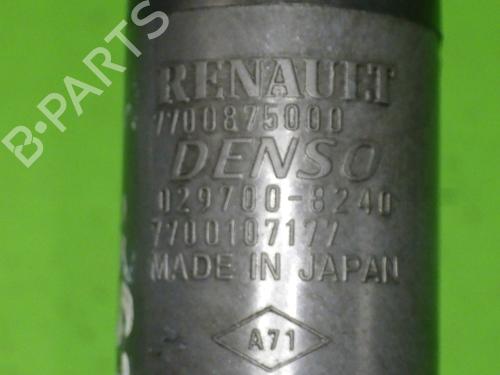 B-PARTS
RENAULT
7700875000
DENSO
029700-8240
7700107177
MADE IN JAPAN
A71